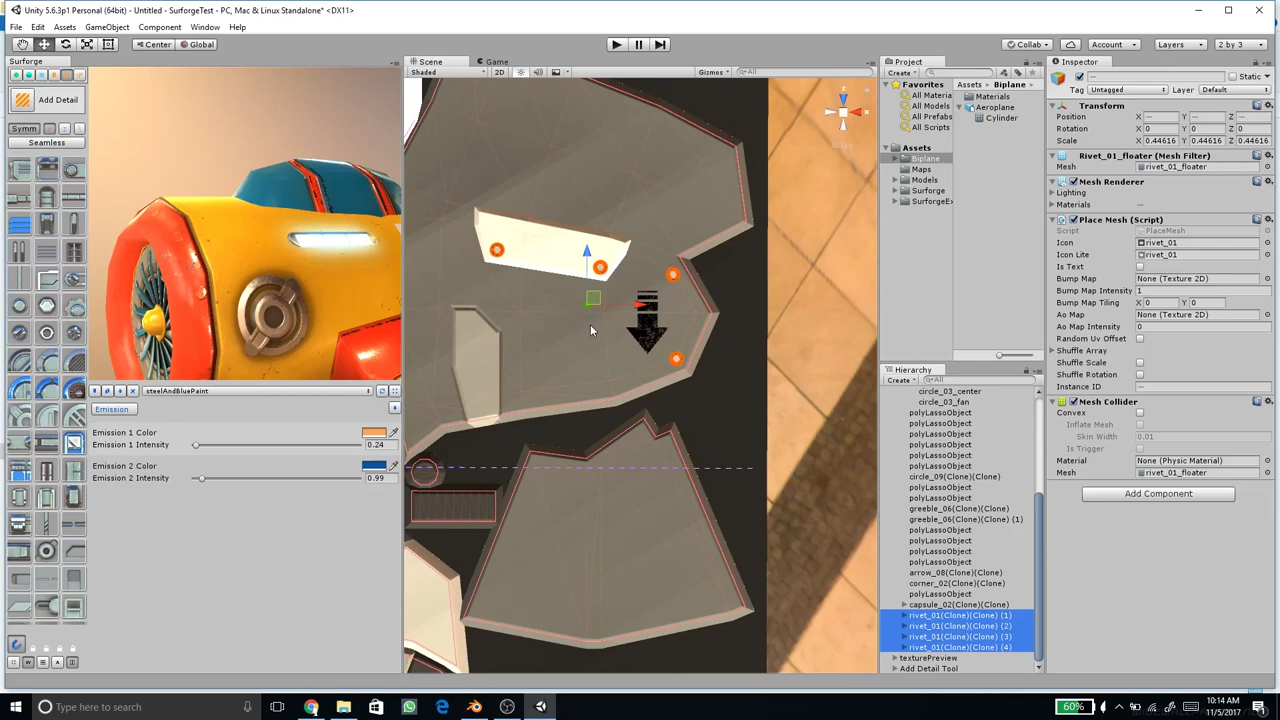 Unity 5.6.3p1 Personal (64bit) - Untitled - SurforgeTest - PC, Mac & Linux Standalone* <DX11>
File Edit Assets GameObject Component Window Help
Center Global
Collab Account Layers 2 by 3
Surforge
Add Detail
Symm
Seamless
steelAndBluePaint
Emission
Emission 1 Color
Emission 1 Intensity 0.24
Emission 2 Color
Emission 2 Intensity 0.99
Scene Game
Shaded 2D Gizmos All
Project
Create
Favorites
All Materia
All Models
All Prefabs
All Scripts
Assets
Biplane
Maps
Models
Surforge
SurforgeEx
Assets Biplane
Materials
Aeroplane
Cylinder
Hierarchy
Create All
circle_03_center
circle_03_fan
polyLassoObject
polyLassoObject
polyLassoObject
polyLassoObject
polyLassoObject
polyLassoObject
circle_09(Clone)(Clone)
polyLassoObject
polyLassoObject
greeble_06(Clone)(Clone)
greeble_06(Clone)(Clone) (1)
polyLassoObject
polyLassoObject
polyLassoObject
polyLassoObject
arrow_08(Clone)(Clone)
corner_02(Clone)(Clone)
polyLassoObject
capsule_02(Clone)(Clone)
rivet_01(Clone)(Clone) (1)
rivet_01(Clone)(Clone) (2)
rivet_01(Clone)(Clone) (3)
rivet_01(Clone)(Clone) (4)
texturePreview
Add Detail Tool
Inspector
Static
Tag Untagged Layer Default
Transform
Position X — Y — Z —
Rotation X 0 Y 0 Z 0
Scale X 0.44616 Y 0.44616 Z 0.44616
Rivet_01_floater (Mesh Filter)
Mesh rivet_01_floater
Mesh Renderer
Lighting
Materials —
Place Mesh (Script)
Script PlaceMesh
Icon rivet_01
Icon Lite rivet_01
Is Text
Bump Map None (Texture 2D)
Bump Map Intensity 1
Bump Map Tiling X 0 Y 0
Ao Map None (Texture 2D)
Ao Map Intensity 0
Random Uv Offset
Shuffle Array
Shuffle Scale
Shuffle Rotation
Instance ID —
Mesh Collider
Convex
Inflate Mesh
Skin Width 0.01
Is Trigger
Material None (Physic Material)
Mesh rivet_01_floater
Add Component
Type here to search
60%
10:14 AM
11/5/2017